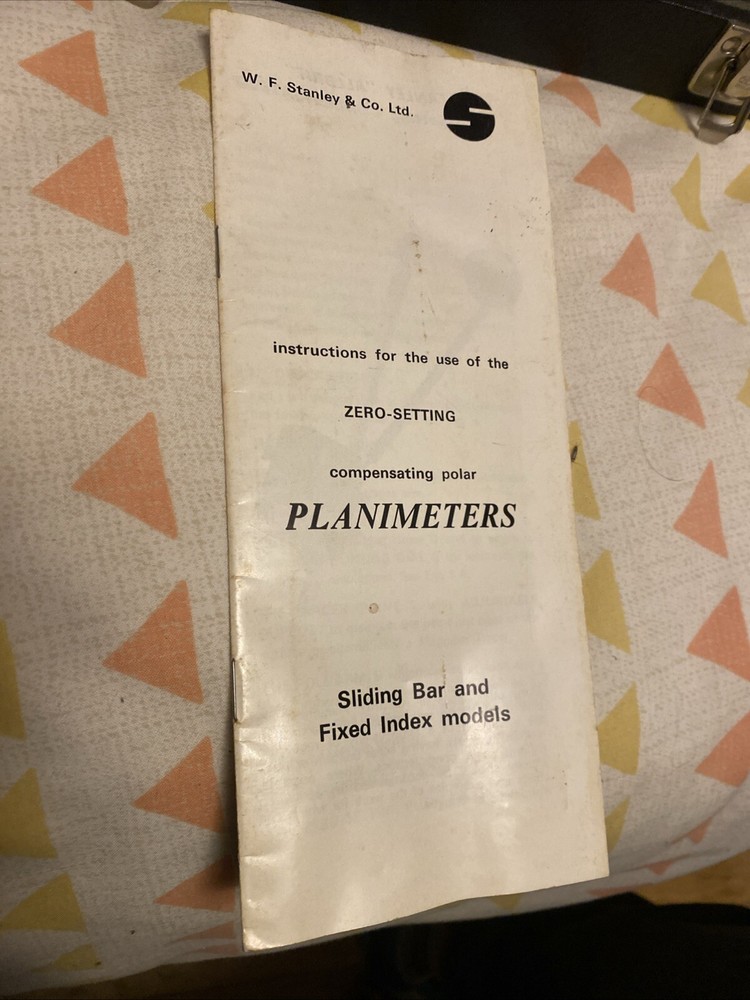 W. F. Stanley & Co. Ltd.
instructions for the use of the
ZERO-SETTING
compensating polar
PLANIMETERS
Sliding Bar and
Fixed Index models